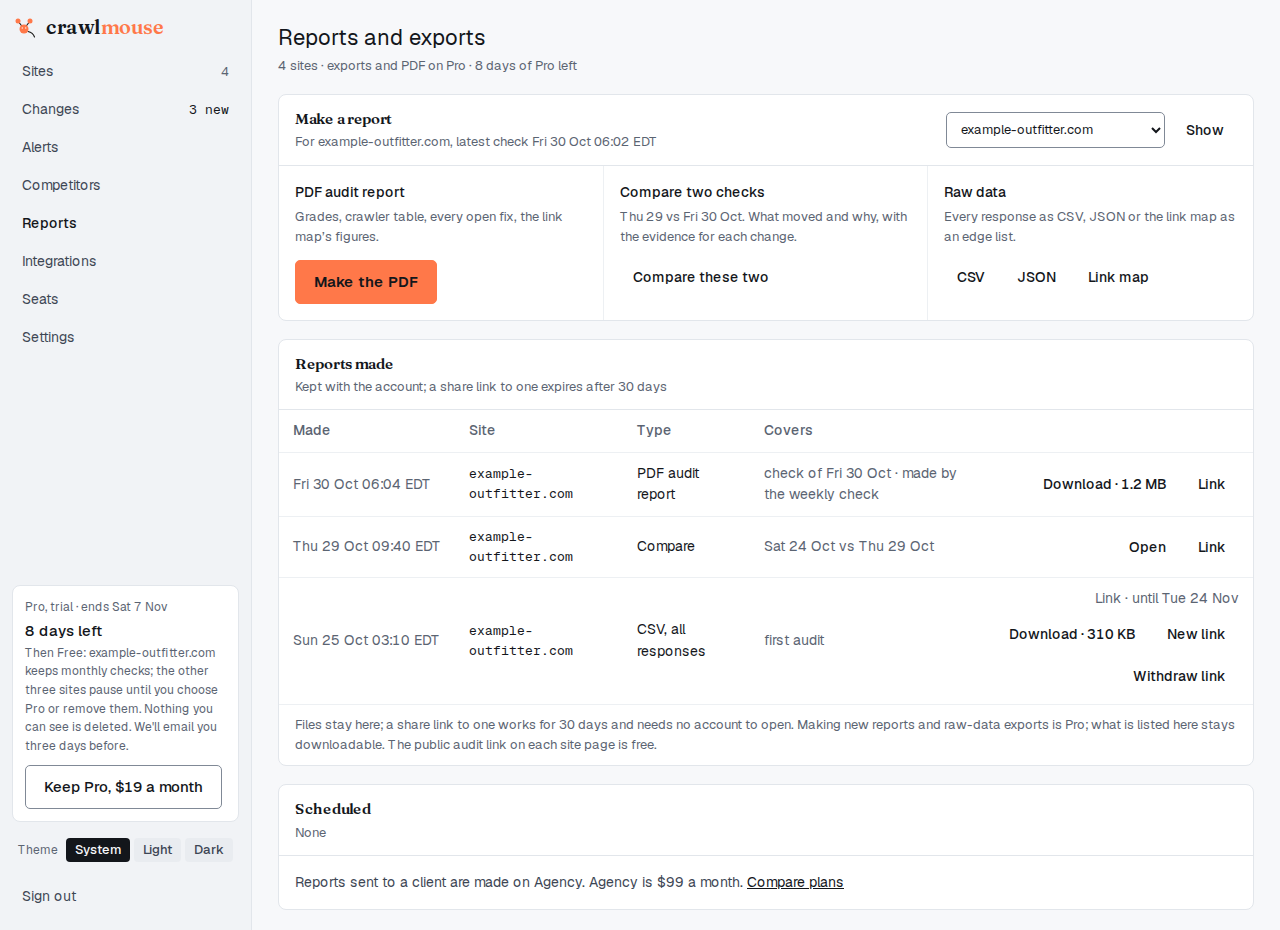 crawlmouse
Sites 4
Changes 3 new
Alerts
Competitors
Reports
Integrations
Seats
Settings
Pro, trial · ends Sat 7 Nov
8 days left
Then Free: example-outfitter.com
keeps monthly checks; the other
three sites pause until you choose
Pro or remove them. Nothing you
can see is deleted. We'll email you
three days before.
Keep Pro, $19 a month
Theme System Light Dark
Sign out
Reports and exports
4 sites · exports and PDF on Pro · 8 days of Pro left
Make a report
For example-outfitter.com, latest check Fri 30 Oct 06:02 EDT
example-outfitter.com Show
PDF audit report
Grades, crawler table, every open fix, the link
map's figures.
Make the PDF
Compare two checks
Thu 29 vs Fri 30 Oct. What moved and why, with
the evidence for each change.
Compare these two
Raw data
Every response as CSV, JSON or the link map as
an edge list.
CSV JSON Link map
Reports made
Kept with the account; a share link to one expires after 30 days
Made Site Type Covers
Fri 30 Oct 06:04 EDT
example-
outfitter.com
PDF audit
report
check of Fri 30 Oct · made by
the weekly check
Download · 1.2 MB Link
Thu 29 Oct 09:40 EDT
example-
outfitter.com
Compare
Sat 24 Oct vs Thu 29 Oct
Open Link
Sun 25 Oct 03:10 EDT
example-
outfitter.com
CSV, all
responses
first audit
Link · until Tue 24 Nov
Download · 310 KB New link
Withdraw link
Files stay here; a share link to one works for 30 days and needs no account to open. Making new reports and raw-data exports is Pro; what is listed here stays
downloadable. The public audit link on each site page is free.
Scheduled
None
Reports sent to a client are made on Agency. Agency is $99 a month. Compare plans